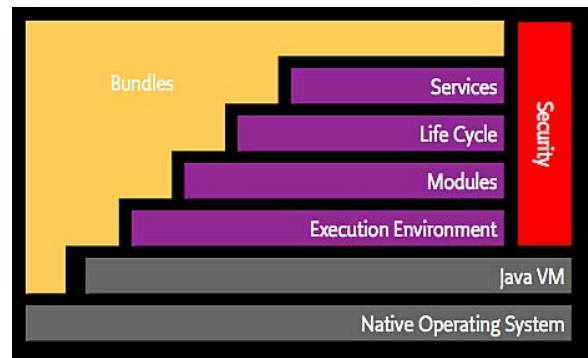 Bundles
Services
Life Cycle
Modules
Execution Environment
Security
Java VM
Native Operating System